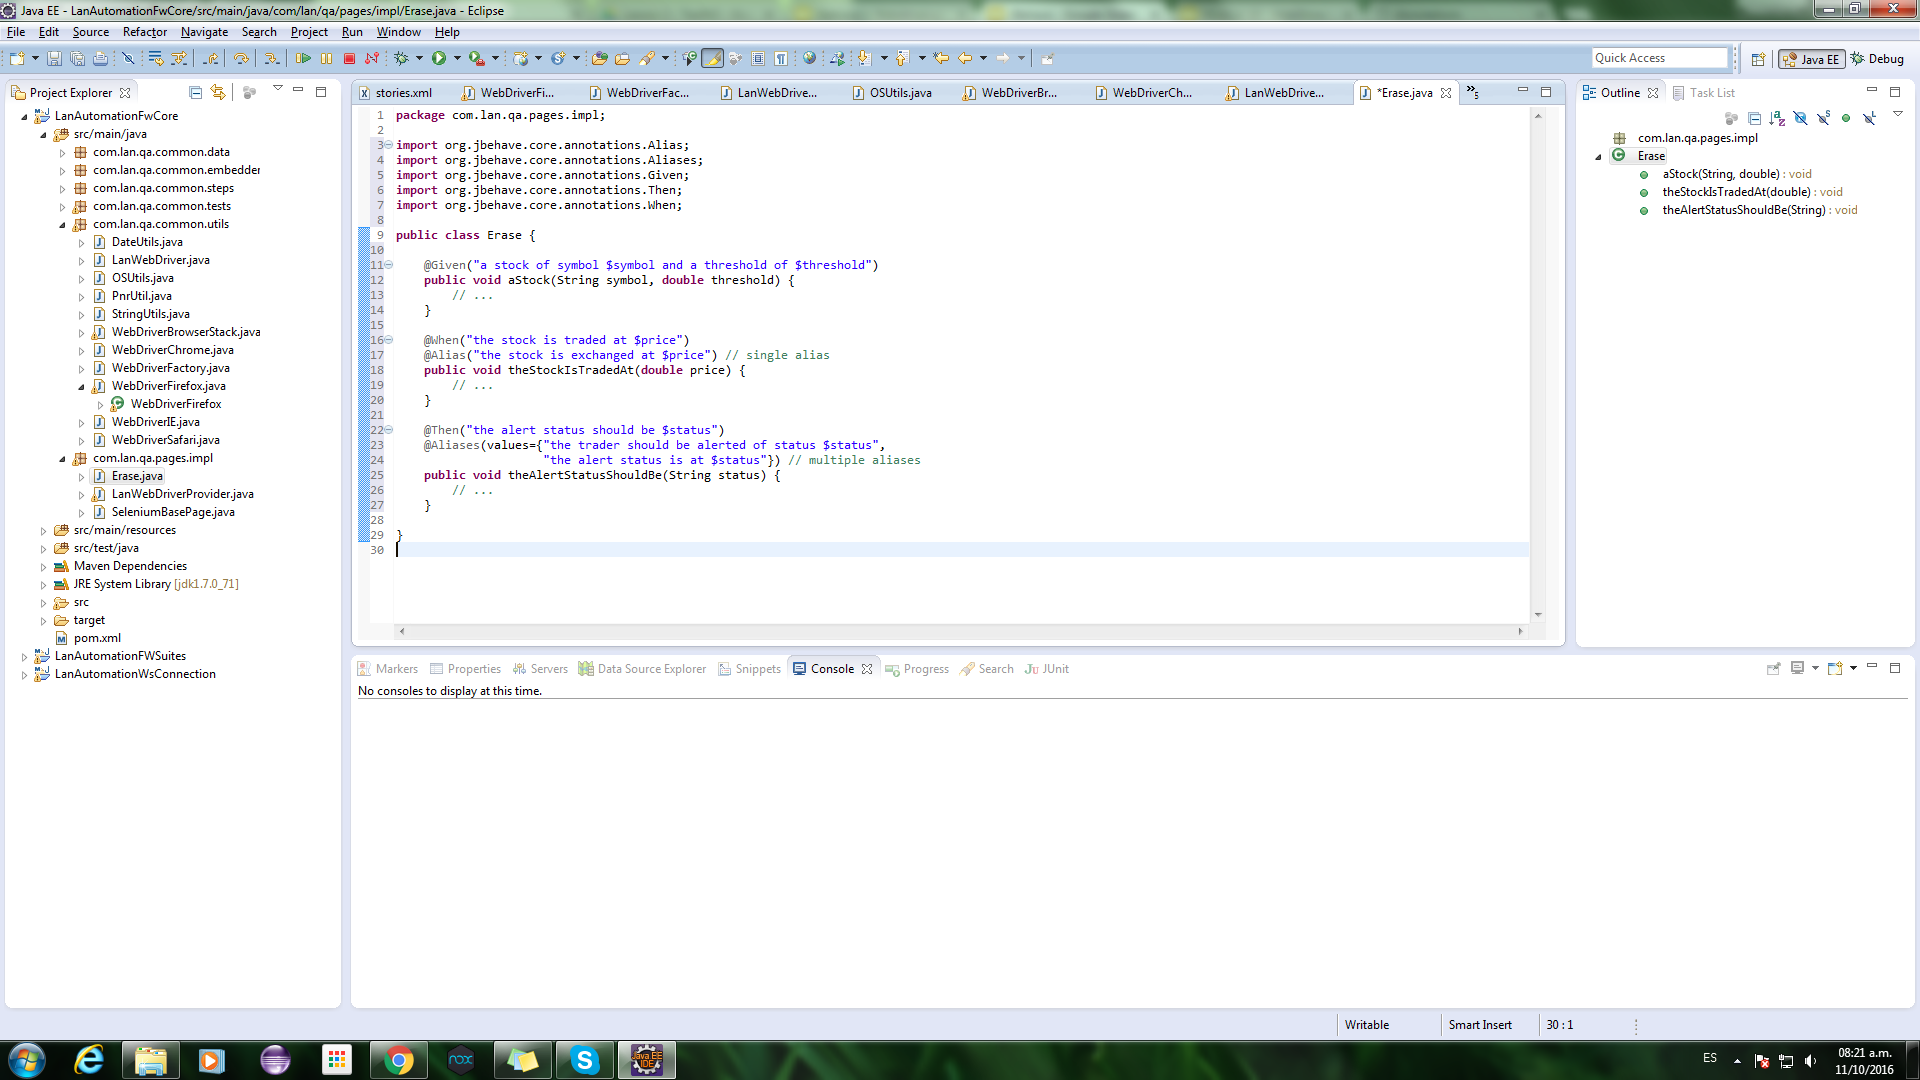 Java EE - LanAutomationFwCore/src/main/java/com/lan/qa/pages/impl/Erase.java - Eclipse
File Edit Source Refactor Navigate Search Project Run Window Help
Quick Access
Java EE
Debug
Project Explorer
LanAutomationFwCore
src/main/java
com.lan.qa.common.data
com.lan.qa.common.embedder
com.lan.qa.common.steps
com.lan.qa.common.tests
com.lan.qa.common.utils
DateUtils.java
LanWebDriver.java
OSUtils.java
PnrUtil.java
StringUtils.java
WebDriverBrowserStack.java
WebDriverChrome.java
WebDriverFactory.java
WebDriverFirefox.java
WebDriverFirefox
WebDriverIE.java
WebDriverSafari.java
com.lan.qa.pages.impl
Erase.java
LanWebDriverProvider.java
SeleniumBasePage.java
src/main/resources
src/test/java
Maven Dependencies
JRE System Library [jdk1.7.0_71]
src
target
pom.xml
LanAutomationFWSuites
LanAutomationWsConnection
stories.xml WebDriverFi... WebDriverFac... LanWebDrive... OSUtils.java WebDriverBr... WebDriverCh... LanWebDrive... *Erase.java »5
1 package com.lan.qa.pages.impl;
2
3 import org.jbehave.core.annotations.Alias;
4 import org.jbehave.core.annotations.Aliases;
5 import org.jbehave.core.annotations.Given;
6 import org.jbehave.core.annotations.Then;
7 import org.jbehave.core.annotations.When;
8
9 public class Erase {
10
11 @Given("a stock of symbol $symbol and a threshold of $threshold")
12 public void aStock(String symbol, double threshold) {
13 // ...
14 }
15
16 @When("the stock is traded at $price")
17 @Alias("the stock is exchanged at $price") // single alias
18 public void theStockIsTradedAt(double price) {
19 // ...
20 }
21
22 @Then("the alert status should be $status")
23 @Aliases(values={"the trader should be alerted of status $status",
24 "the alert status is at $status"}) // multiple aliases
25 public void theAlertStatusShouldBe(String status) {
26 // ...
27 }
28
29 }
30
Outline Task List
com.lan.qa.pages.impl
Erase
aStock(String, double) : void
theStockIsTradedAt(double) : void
theAlertStatusShouldBe(String) : void
Markers Properties Servers Data Source Explorer Snippets Console Progress Search JUnit
No consoles to display at this time.
Writable Smart Insert 30 : 1
nox
Java EE
IDE
ES
08:21 a.m.
11/10/2016